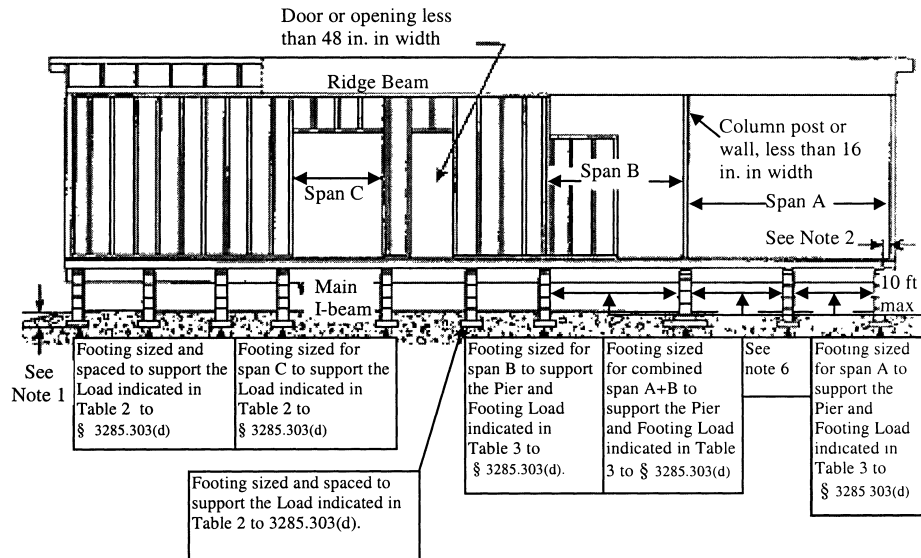 Door or opening less
than 48 in. in width
Ridge Beam
Column post or
wall, less than 16
in. in width
Span C
Span B
Span A
See Note 2
Main
I-beam
10 ft
max
See
Note 1
Footing sized and
spaced to support the
Load indicated in
Table 2 to
§ 3285.303(d)
Footing sized for
span C to support the
Load indicated in
Table 2 to
§ 3285.303(d)
Footing sized for
span B to support
the Pier and
Footing Load
indicated in
Table 3 to
§ 3285.303(d).
Footing sized
for combined
span A+B to
support the Pier
and Footing Load
indicated in Table
3 to § 3285.303(d)
See
note 6
Footing sized
for span A to
support the
Pier and
Footing Load
indicated in
Table 3 to
§ 3285 303(d)
Footing sized and spaced to
support the Load indicated in
Table 2 to 3285.303(d).